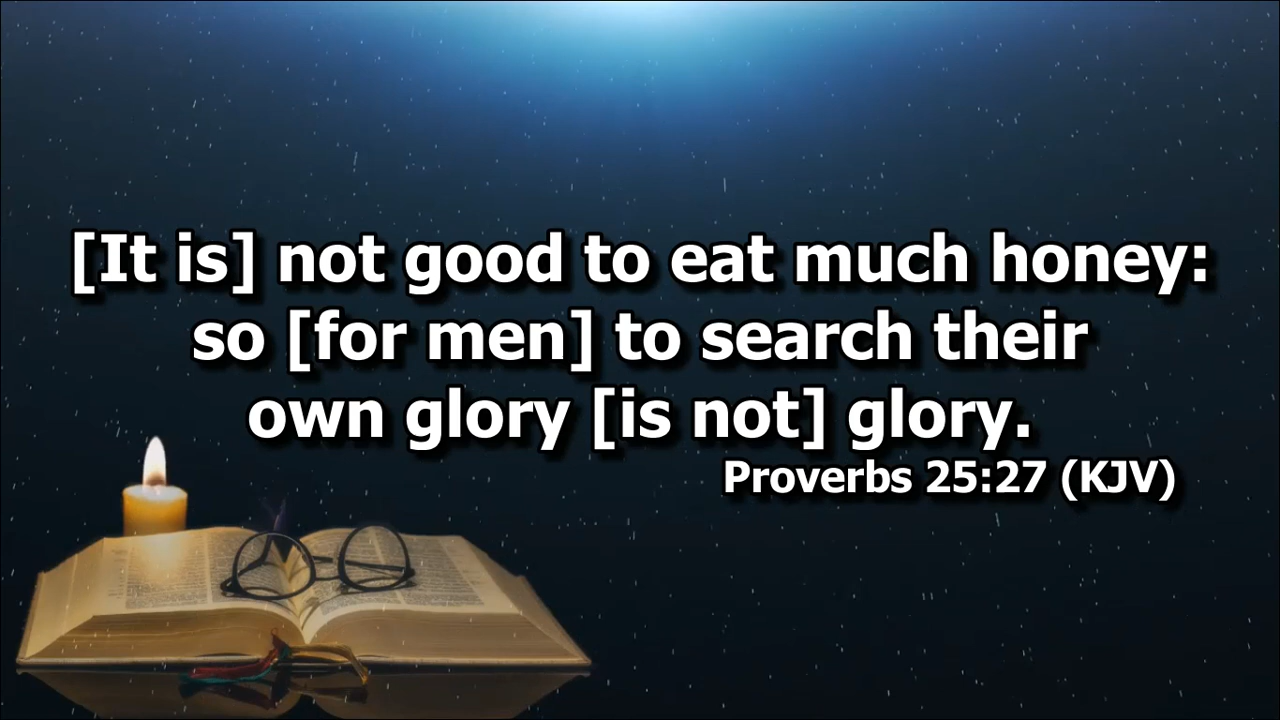 [It is] not good to eat much honey:
so [for men] to search their
own glory [is not] glory.
Proverbs 25:27 (KJV)